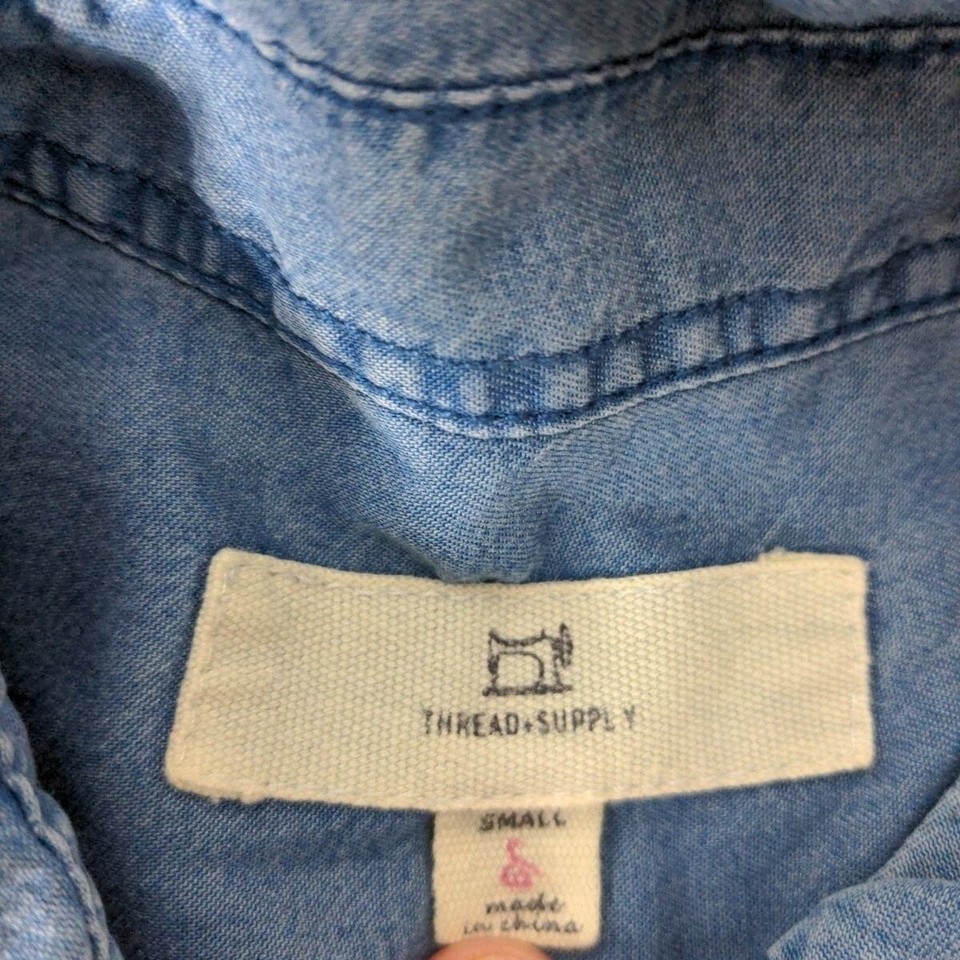 THREAD+SUPPLY
SMALL
made
in china